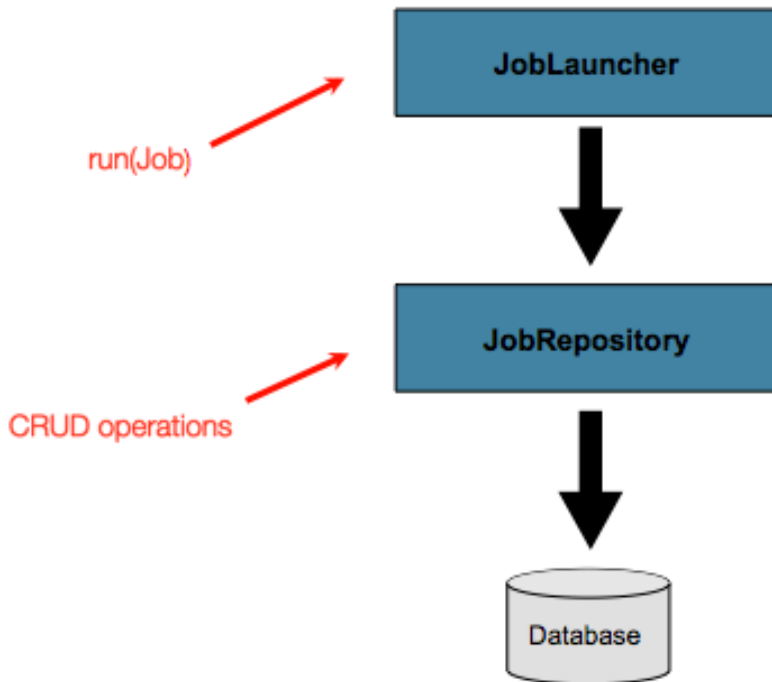 JobLauncher
run(Job)
JobRepository
CRUD operations
Database